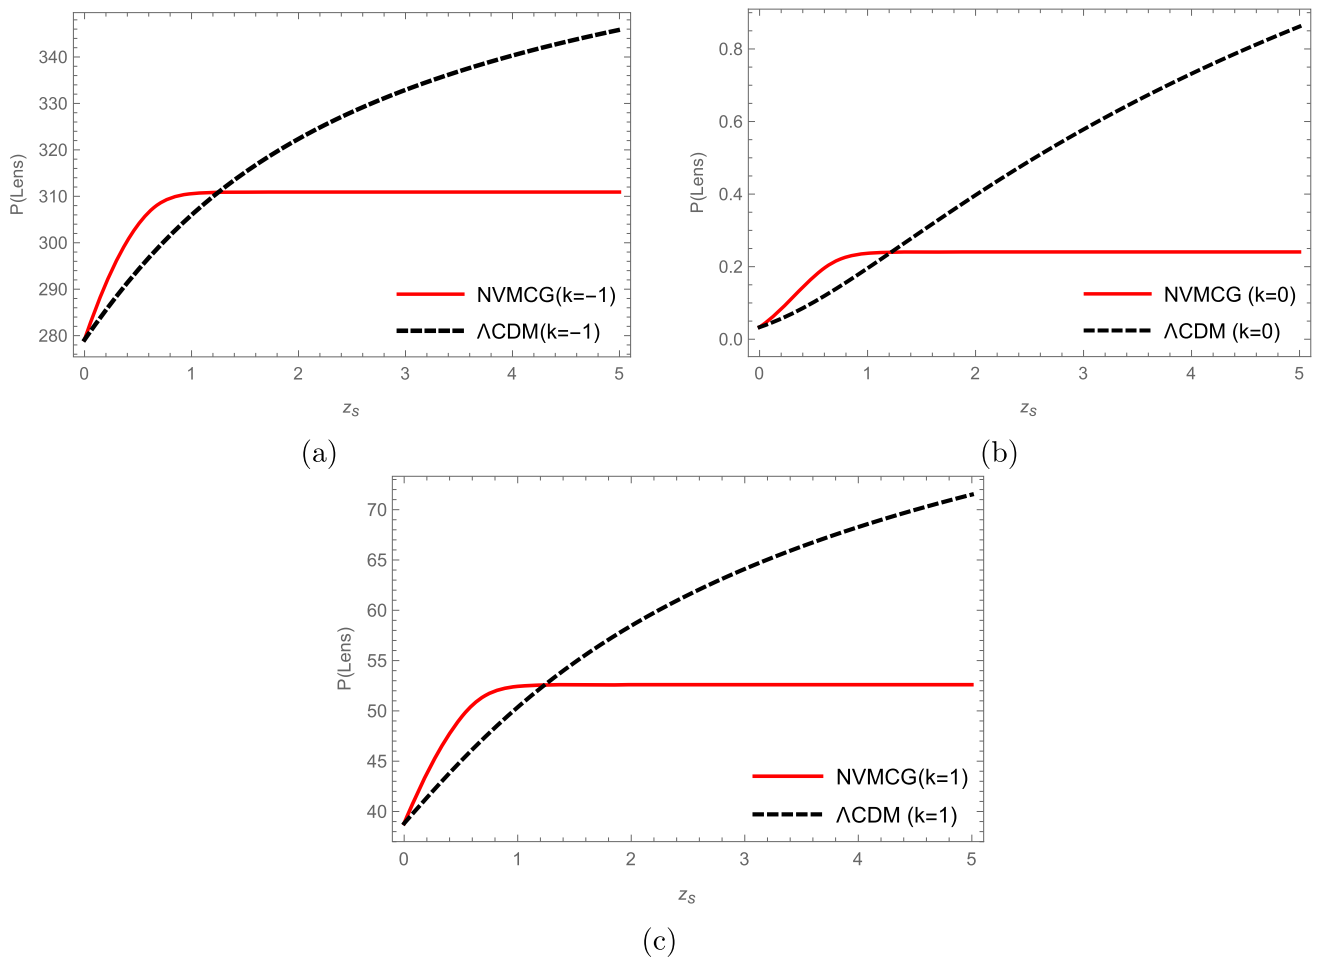 340
330
320
310
300
290
280
P(Lens)
NVMCG(k=−1)
ΛCDM(k=−1)
0 1 2 3 4 5
z_s
(a)
0.8
0.6
0.4
0.2
0.0
P(Lens)
NVMCG (k=0)
ΛCDM (k=0)
0 1 2 3 4 5
z_s
(b)
70
65
60
55
50
45
40
P(Lens)
NVMCG(k=1)
ΛCDM (k=1)
0 1 2 3 4 5
z_s
(c)